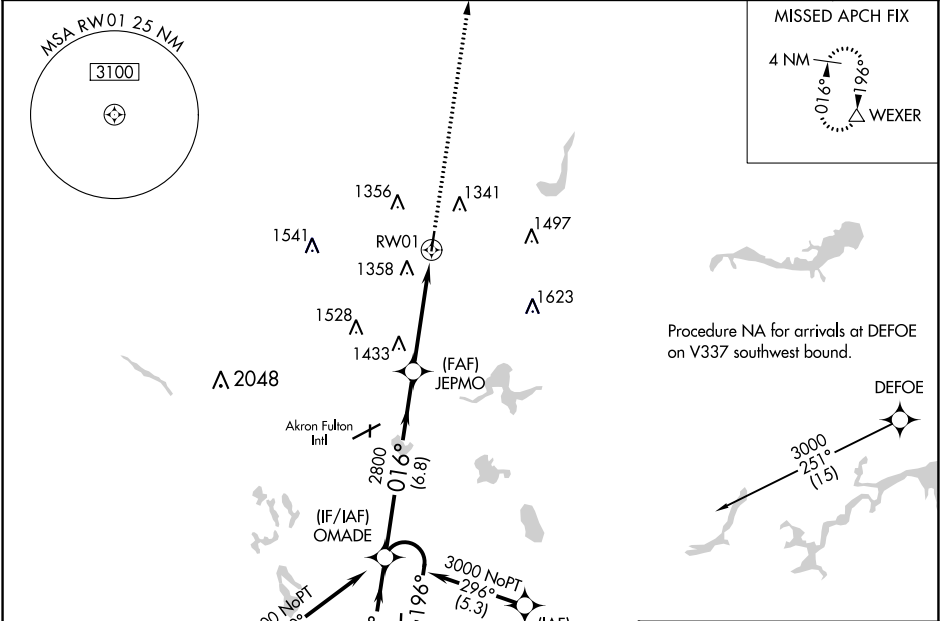 MSA RW01 25 NM
3100
MISSED APCH FIX
4 NM
016°
196°
WEXER
1356
1341
1541
RW01
1497
1358
1623
1528
1433
(FAF)
JEPMO
2048
Procedure NA for arrivals at DEFOE
on V337 southwest bound.
DEFOE
Akron Fulton
Intl
2800
016°
(6.8)
3000
251°
(15)
(IF/IAF)
OMADE
3000 NoPT
296°
(5.3)
196°
NoPT
(IAF)